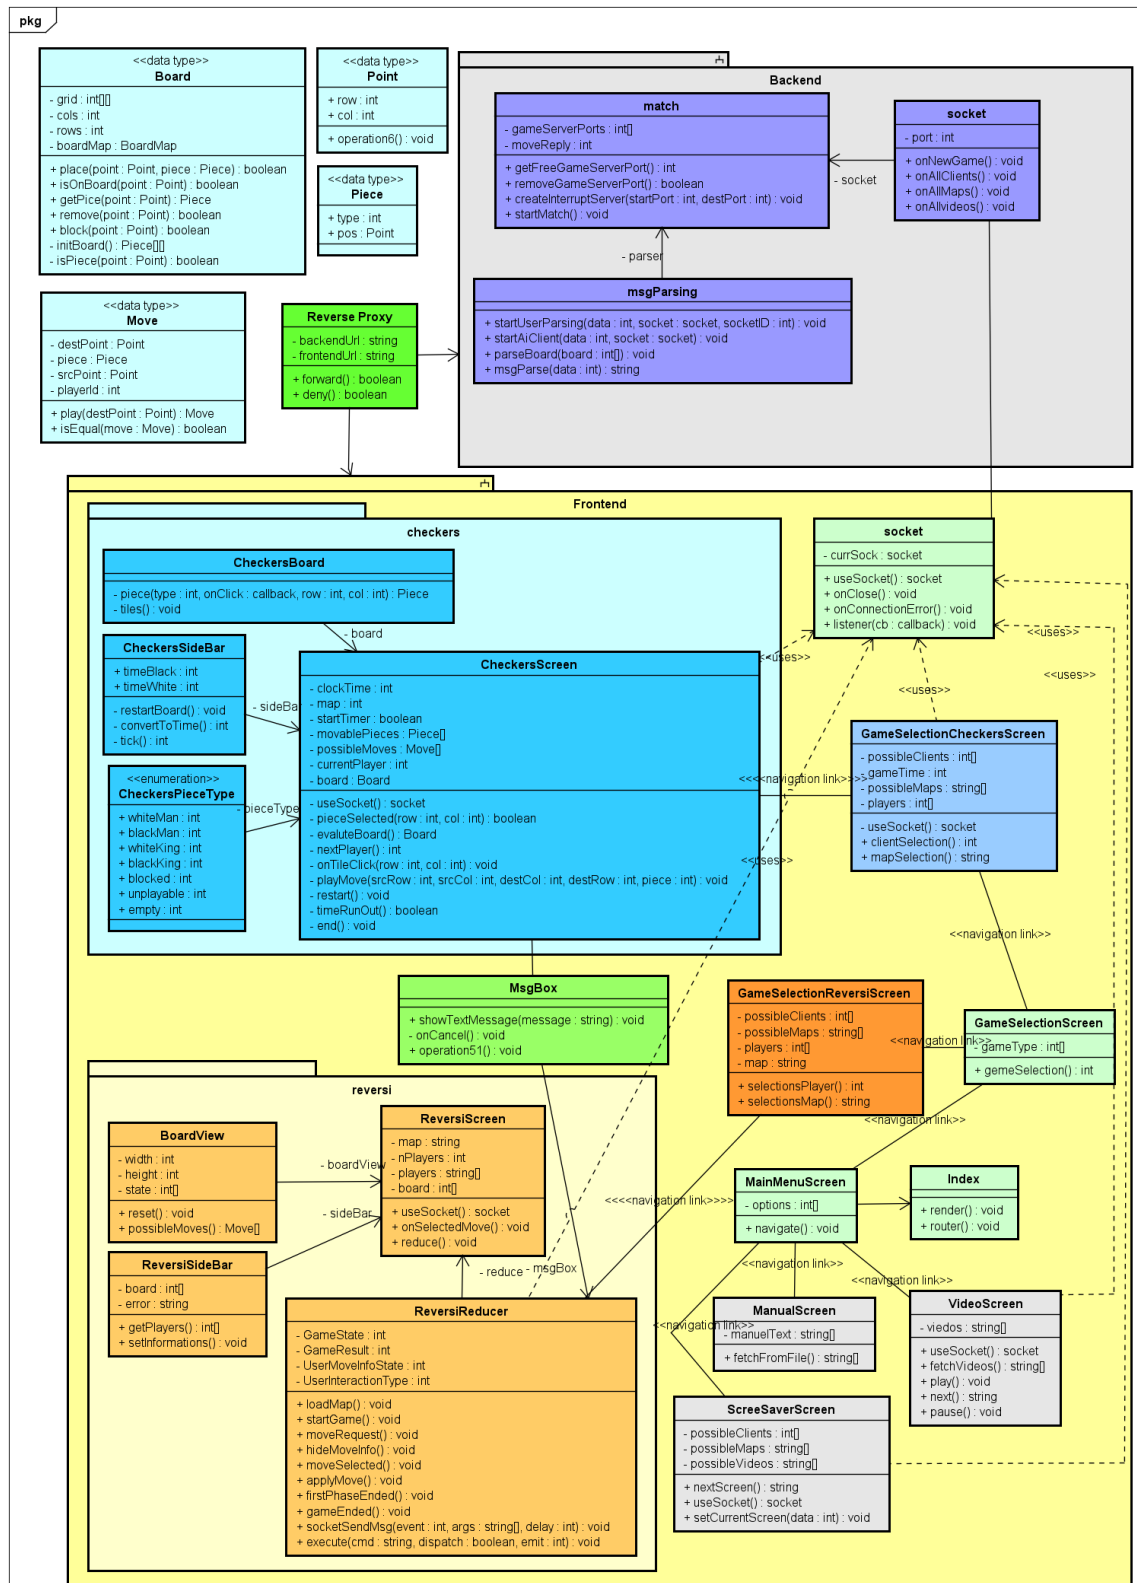 pkg
<<data type>>
Board
- grid : int[][]
- cols : int
- rows : int
- boardMap : BoardMap
+ place(point : Point, piece : Piece) : boolean
+ isOnBoard(point : Point) : boolean
+ getPice(point : Point) : Piece
+ remove(point : Point) : boolean
+ block(point : Point) : boolean
- initBoard() : Piece[][]
- isPiece(point : Point) : boolean
<<data type>>
Point
+ row : int
+ col : int
+ operation6() : void
<<data type>>
Piece
+ type : int
+ pos : Point
<<data type>>
Move
- destPoint : Point
- piece : Piece
- srcPoint : Point
- playerId : int
+ play(destPoint : Point) : Move
+ isEqual(move : Move) : boolean
Reverse Proxy
- backendUrl : string
- frontendUrl : string
+ forward() : boolean
+ deny() : boolean
Backend
match
- gameServerPorts : int[]
- moveReply : int
+ getFreeGameServerPort() : int
+ removeGameServerPort() : boolean
+ createInterruptServer(startPort : int, destPort : int) : void
+ startMatch() : void
socket
- port : int
+ onNewGame() : void
+ onAllClients() : void
+ onAllMaps() : void
+ onAllvideos() : void
- socket
- parser
msgParsing
+ startUserParsing(data : int, socket : socket, socketID : int) : void
+ startAiClient(data : int, socket : socket) : void
+ parseBoard(board : int[]) : void
+ msgParse(data : int) : string
Frontend
checkers
CheckersBoard
- piece(type : int, onClick : callback, row : int, col : int) : Piece
- tiles() : void
- board
CheckersSideBar
+ timeBlack : int
+ timeWhite : int
- restartBoard() : void
- convertToTime() : int
- tick() : int
- sideBar
<<enumeration>>
CheckersPieceType
+ whiteMan : int
+ blackMan : int
+ whiteKing : int
+ blackKing : int
+ blocked : int
+ unplayable : int
+ empty : int
- pieceType
CheckersScreen
- clockTime : int
- map : int
- startTimer : boolean
- movablePieces : Piece[]
- possibleMoves : Move[]
- currentPlayer : int
- board : Board
- useSocket() : socket
- pieceSelected(row : int, col : int) : boolean
- evaluteBoard() : Board
- nextPlayer() : int
- onTileClick(row : int, col : int) : void
- playMove(srcRow : int, srcCol : int, destCol : int, destRow : int, piece : int) : void
- restart() : void
- timeRunOut() : boolean
- end() : void
socket
- currSock : socket
+ useSocket() : socket
+ onClose() : void
+ onConnectionError() : void
+ listener(cb : callback) : void
<<uses>>
<<uses>>
<<uses>>
<<uses>>
<<uses>>
GameSelectionCheckersScreen
- possibleClients : int[]
- gameTime : int
- possibleMaps : string[]
- players : int[]
- useSocket() : socket
+ clientSelection() : int
+ mapSelection() : string
<<<<navigation link>>>>
<<navigation link>>
MsgBox
+ showTextMessage(message : string) : void
- onCancel() : void
+ operation51() : void
GameSelectionReversiScreen
- possibleClients : int[]
- possibleMaps : string[]
- players : int[]
- map : string
+ selectionsPlayer() : int
+ selectionsMap() : string
<<navigation link>>
GameSelectionScreen
- gameType : int[]
+ gemeSelection() : int
<<navigation link>>
reversi
BoardView
- width : int
- height : int
- state : int[]
+ reset() : void
+ possibleMoves() : Move[]
- boardView
- sideBar
ReversiScreen
- map : string
- nPlayers : int
- players : string[]
- board : int[]
+ useSocket() : socket
+ onSelectedMove() : void
+ reduce() : void
ReversiSideBar
- board : int[]
- error : string
+ getPlayers() : int[]
+ setInformations() : void
- reduce
- msgBox
<<<<navigation link>>>>
MainMenuScreen
- options : int[]
+ navigate() : void
Index
+ render() : void
+ router() : void
<<navigation link>>
<<navigation link>>
<<navigation link>>
ReversiReducer
- GameState : int
- GameResult : int
- UserMoveInfoState : int
- UserInteractionType : int
+ loadMap() : void
+ startGame() : void
+ moveRequest() : void
+ hideMoveInfo() : void
+ moveSelected() : void
+ applyMove() : void
+ firstPhaseEnded() : void
+ gameEnded() : void
+ socketSendMsg(event : int, args : string[], delay : int) : void
+ execute(cmd : string, dispatch : boolean, emit : int) : void
ManualScreen
- manuelText : string[]
+ fetchFromFile() : string[]
VideoScreen
- viedos : string[]
+ useSocket() : socket
+ fetchVideos() : string[]
+ play() : void
+ next() : string
+ pause() : void
ScreeSaverScreen
- possibleClients : int[]
- possibleMaps : string[]
- possibleVideos : string[]
+ nextScreen() : string
+ useSocket() : socket
+ setCurrentScreen(data : int) : void